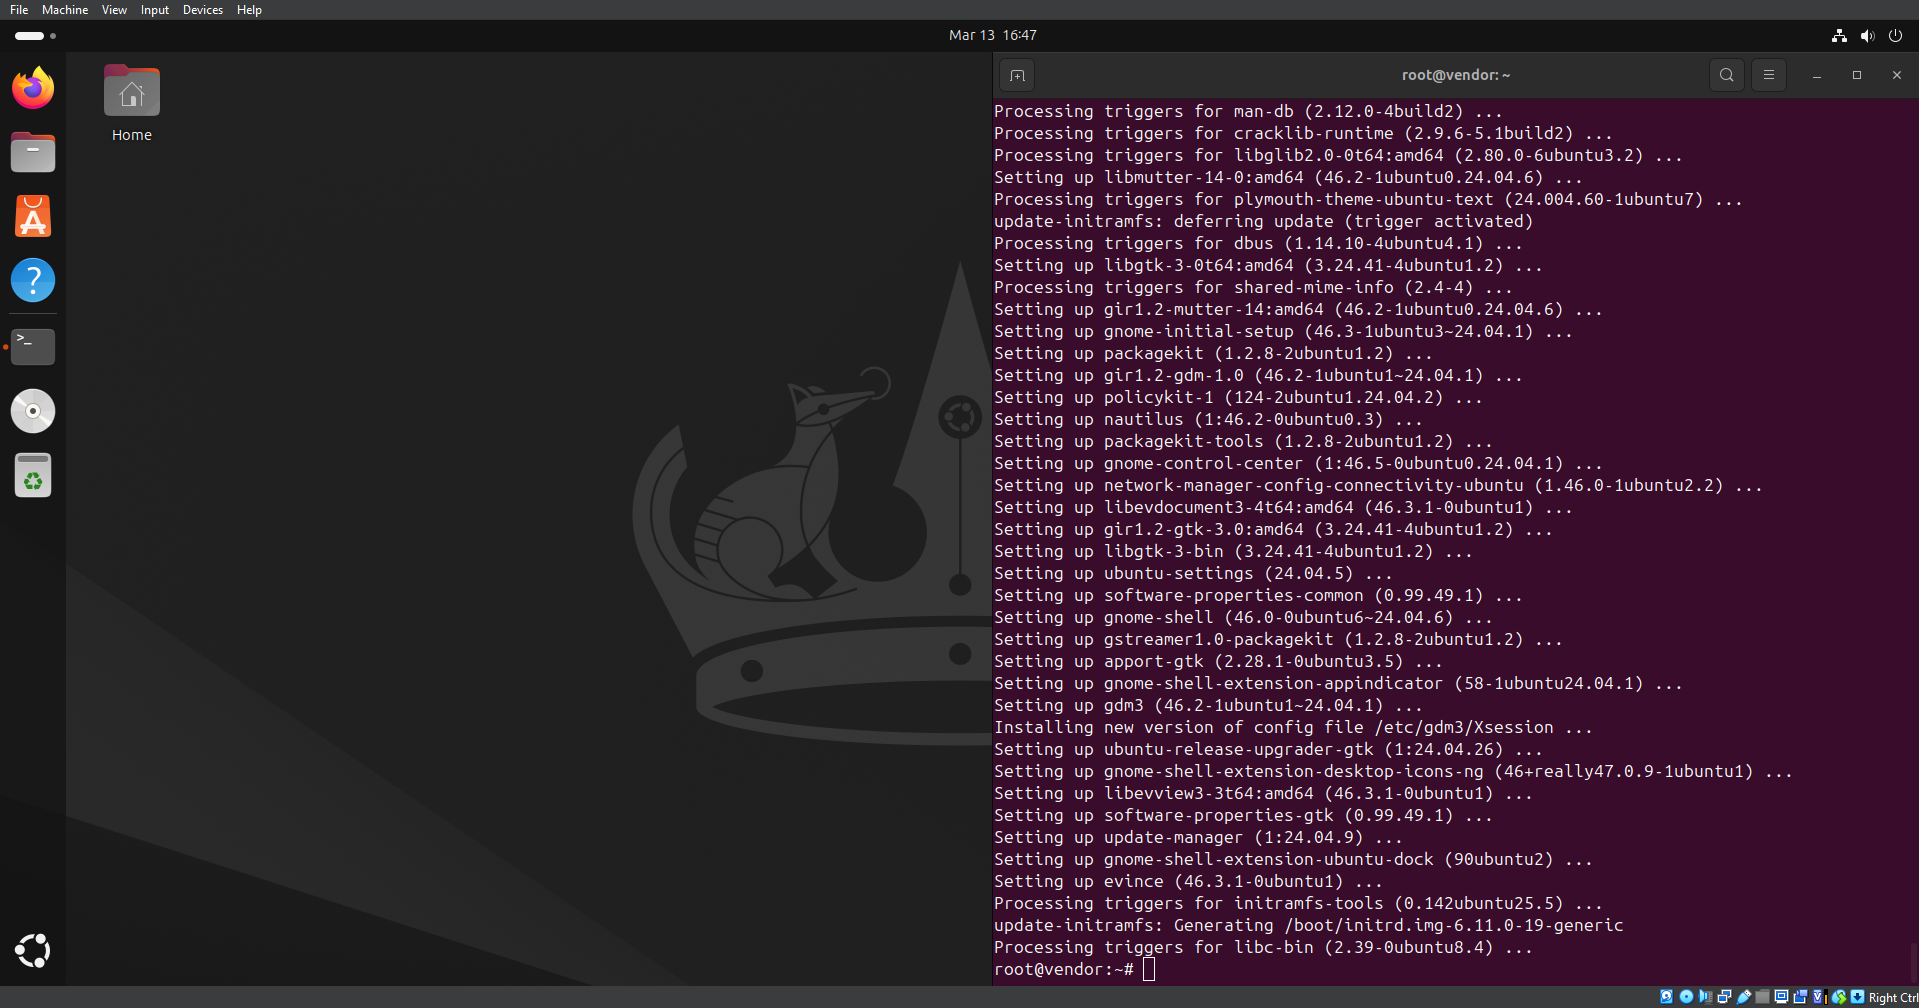 File Machine View Input Devices Help
Mar 13 16:47
Home
root@vendor: ~
Processing triggers for man-db (2.12.0-4build2) ...
Processing triggers for cracklib-runtime (2.9.6-5.1build2) ...
Processing triggers for libglib2.0-0t64:amd64 (2.80.0-6ubuntu3.2) ...
Setting up libmutter-14-0:amd64 (46.2-1ubuntu0.24.04.6) ...
Processing triggers for plymouth-theme-ubuntu-text (24.004.60-1ubuntu7) ...
update-initramfs: deferring update (trigger activated)
Processing triggers for dbus (1.14.10-4ubuntu4.1) ...
Setting up libgtk-3-0t64:amd64 (3.24.41-4ubuntu1.2) ...
Processing triggers for shared-mime-info (2.4-4) ...
Setting up gir1.2-mutter-14:amd64 (46.2-1ubuntu0.24.04.6) ...
Setting up gnome-initial-setup (46.3-1ubuntu3~24.04.1) ...
Setting up packagekit (1.2.8-2ubuntu1.2) ...
Setting up gir1.2-gdm-1.0 (46.2-1ubuntu1~24.04.1) ...
Setting up policykit-1 (124-2ubuntu1.24.04.2) ...
Setting up nautilus (1:46.2-0ubuntu0.3) ...
Setting up packagekit-tools (1.2.8-2ubuntu1.2) ...
Setting up gnome-control-center (1:46.5-0ubuntu0.24.04.1) ...
Setting up network-manager-config-connectivity-ubuntu (1.46.0-1ubuntu2.2) ...
Setting up libevdocument3-4t64:amd64 (46.3.1-0ubuntu1) ...
Setting up gir1.2-gtk-3.0:amd64 (3.24.41-4ubuntu1.2) ...
Setting up libgtk-3-bin (3.24.41-4ubuntu1.2) ...
Setting up ubuntu-settings (24.04.5) ...
Setting up software-properties-common (0.99.49.1) ...
Setting up gnome-shell (46.0-0ubuntu6~24.04.6) ...
Setting up gstreamer1.0-packagekit (1.2.8-2ubuntu1.2) ...
Setting up apport-gtk (2.28.1-0ubuntu3.5) ...
Setting up gnome-shell-extension-appindicator (58-1ubuntu24.04.1) ...
Setting up gdm3 (46.2-1ubuntu1~24.04.1) ...
Installing new version of config file /etc/gdm3/Xsession ...
Setting up ubuntu-release-upgrader-gtk (1:24.04.26) ...
Setting up gnome-shell-extension-desktop-icons-ng (46+really47.0.9-1ubuntu1) ...
Setting up libevview3-3t64:amd64 (46.3.1-0ubuntu1) ...
Setting up software-properties-gtk (0.99.49.1) ...
Setting up update-manager (1:24.04.9) ...
Setting up gnome-shell-extension-ubuntu-dock (90ubuntu2) ...
Setting up evince (46.3.1-0ubuntu1) ...
Processing triggers for initramfs-tools (0.142ubuntu25.5) ...
update-initramfs: Generating /boot/initrd.img-6.11.0-19-generic
Processing triggers for libc-bin (2.39-0ubuntu8.4) ...
root@vendor:~#
Right Ctrl